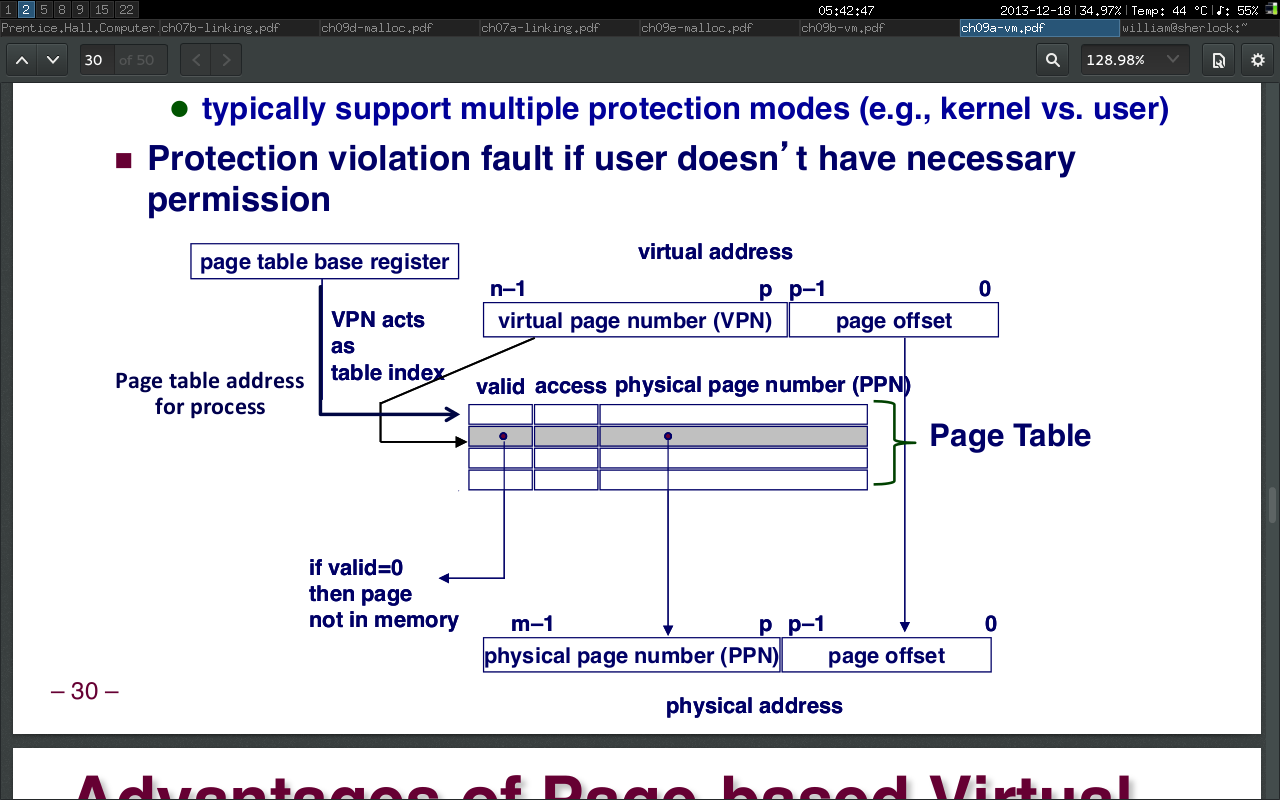 1 2 5 8 9 15 22
05:42:47
2013-12-18 34.97% Temp: 44 °C ♪: 55%
Prentice.Hall.Computer. ch07b-linking.pdf ch09d-malloc.pdf ch07a-linking.pdf ch09e-malloc.pdf ch09b-vm.pdf ch09a-vm.pdf william@sherlock:~
30 of 50 128.98%
typically support multiple protection modes (e.g., kernel vs. user)
Protection violation fault if user doesn’t have necessary
permission
page table base register
virtual address
n–1 p p–1 0
virtual page number (VPN) page offset
VPN acts
as
table index
Page table address
for process
valid access physical page number (PPN)
Page Table
if valid=0
then page
not in memory
m–1 p p–1 0
physical page number (PPN) page offset
physical address
– 30 –
Advantages of Page-based Virtual